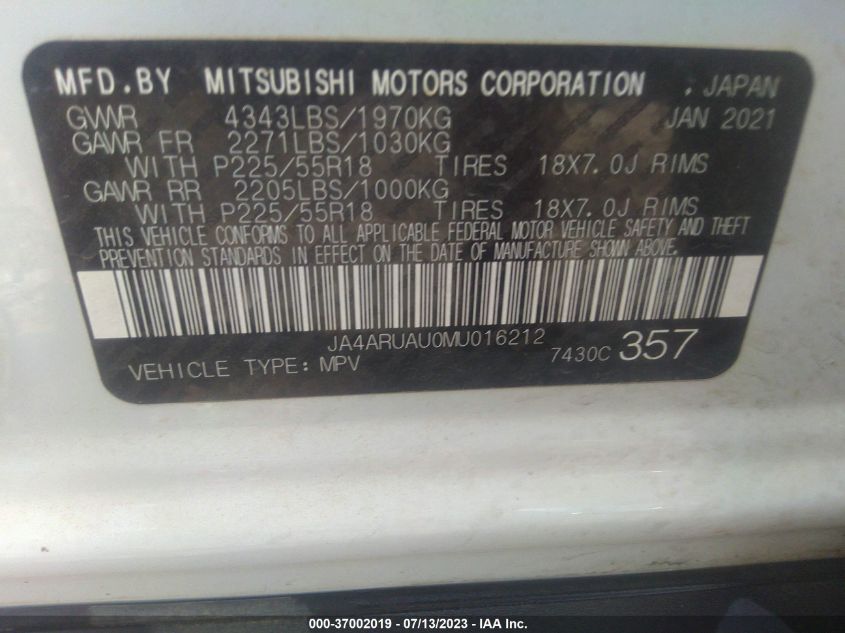 MFD.BY MITSUBISHI MOTORS CORPORATION . JAPAN
GWWR 4343LBS/1970KG JAN 2021
GAWR FR 2271LBS/1030KG
WITH P225/55R18 TIRES 18X7.0J RIMS
GAWR RR 2205LBS/1000KG
WITH P225/55R18 TIRES 18X7.0J RIMS
THIS VEHICLE CONFORMS TO ALL APPLICABLE FEDERAL MOTOR VEHICLE SAFETY AND THEFT
PREVENTION STANDARDS IN EFFECT ON THE DATE OF MANUFACTURE SHOWN ABOVE.
JA4ARUAU0MU016212
VEHICLE TYPE: MPV 7430C 357
000-37002019 - 07/13/2023 - IAA Inc.